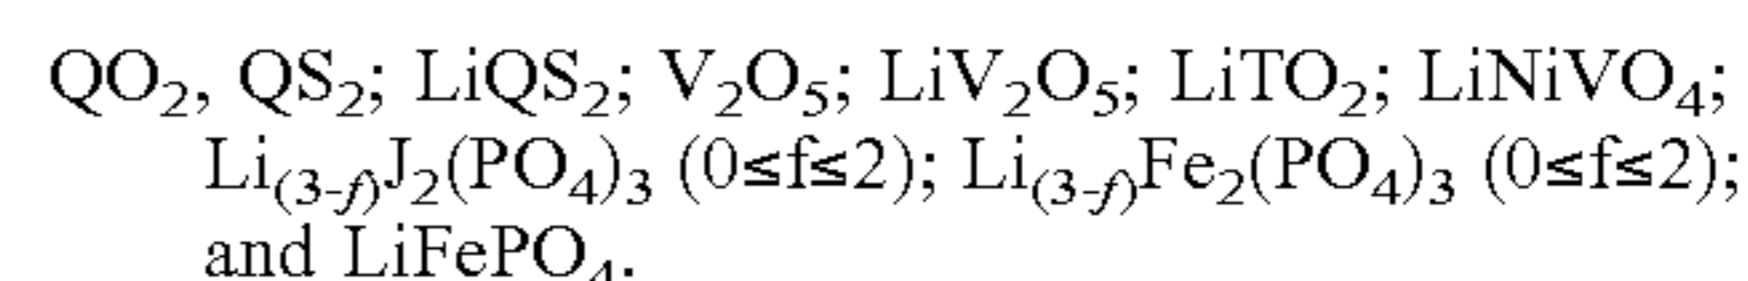 QO₂, QS₂; LiQS₂; V₂O₅; LiV₂O₅; LiTO₂; LiNiVO₄;
Li₍₃₋f₎J₂(PO₄)₃ (0≤f≤2); Li₍₃₋f₎Fe₂(PO₄)₃ (0≤f≤2);
and LiFePO₄.